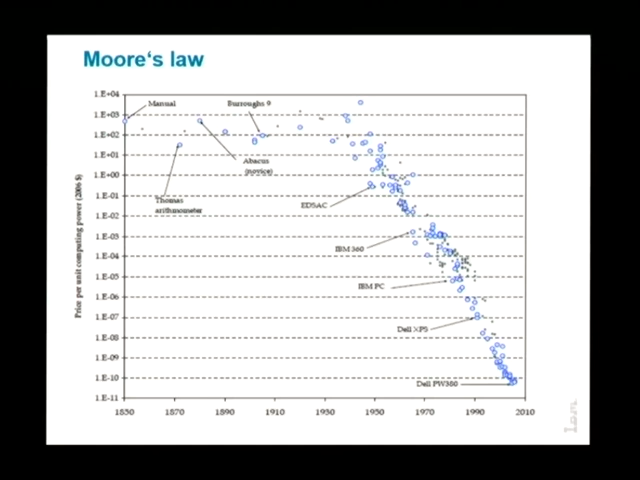 Moore's law
1.E+04
1.E+03
1.E+02
1.E+01
1.E+00
1.E-01
1.E-02
1.E-03
1.E-04
1.E-05
1.E-06
1.E-07
1.E-08
1.E-09
1.E-10
1.E-11
Price per unit computing power (2006 $)
Manual
Burroughs 9
Abacus
(novice)
Thomas
arithmometer
EDSAC
IBM 360
IBM PC
Dell XPS
Dell PW380
1850 1870 1890 1910 1930 1950 1970 1990 2010